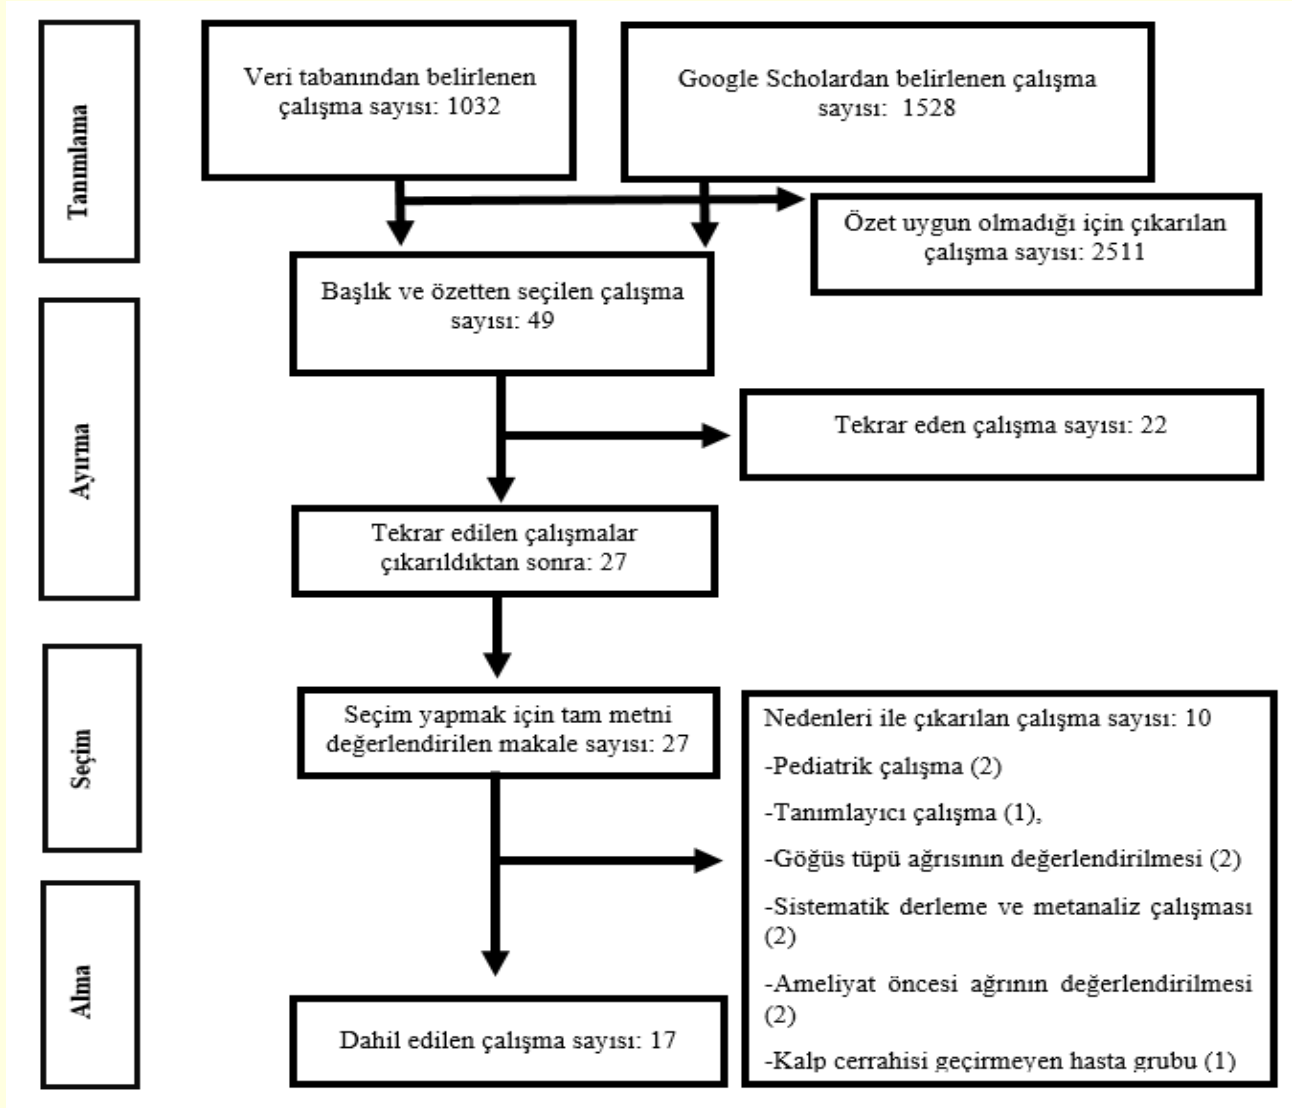 Tanımlama
Veri tabanından belirlenen
çalışma sayısı: 1032
Google Scholardan belirlenen çalışma
sayısı: 1528
Özet uygun olmadığı için çıkarılan
çalışma sayısı: 2511
Başlık ve özetten seçilen çalışma
sayısı: 49
Ayırma
Tekrar eden çalışma sayısı: 22
Tekrar edilen çalışmalar
çıkarıldıktan sonra: 27
Seçim
Seçim yapmak için tam metni
değerlendirilen makale sayısı: 27
Nedenleri ile çıkarılan çalışma sayısı: 10
-Pediatrik çalışma (2)
-Tanımlayıcı çalışma (1),
-Göğüs tüpü ağrısının değerlendirilmesi (2)
-Sistematik derleme ve metanaliz çalışması
(2)
-Ameliyat öncesi ağrının değerlendirilmesi
(2)
-Kalp cerrahisi geçirmeyen hasta grubu (1)
Alma
Dahil edilen çalışma sayısı: 17